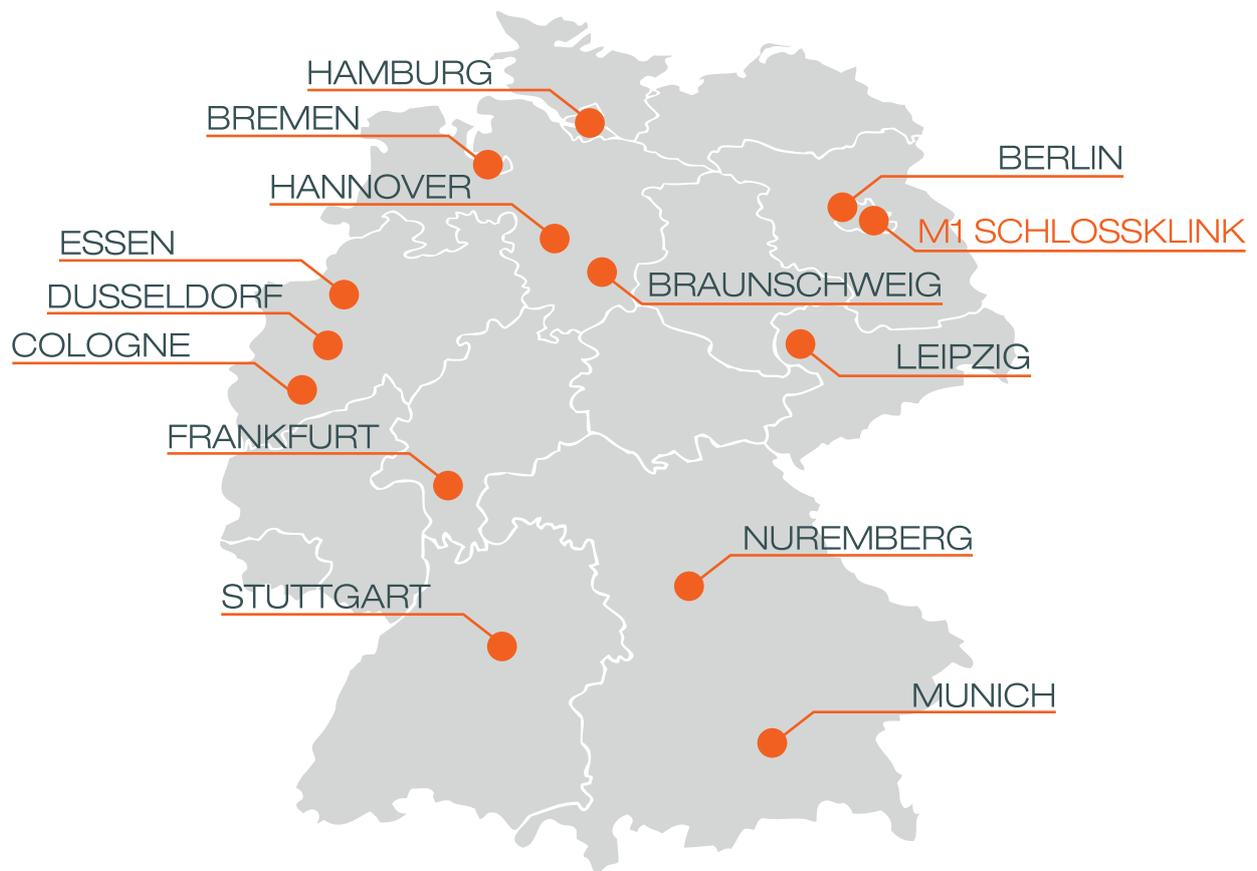 HAMBURG
BREMEN
BERLIN
HANNOVER
M1 SCHLOSSKLINK
ESSEN
BRAUNSCHWEIG
DUSSELDORF
COLOGNE
LEIPZIG
FRANKFURT
NUREMBERG
STUTTGART
MUNICH